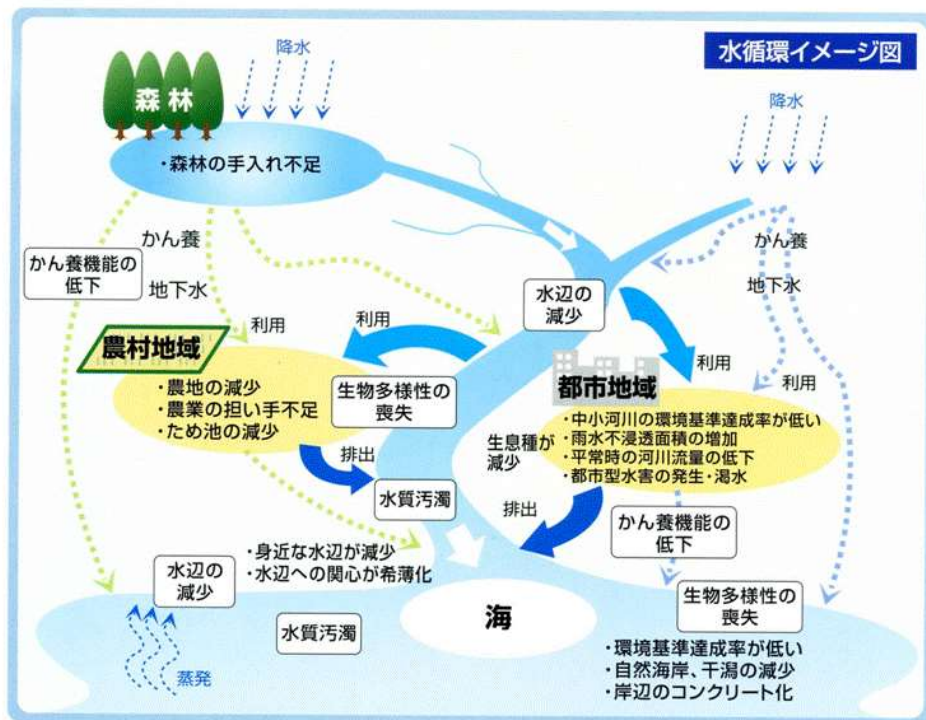 水循環イメージ図
降水
降水
森林
・森林の手入れ不足
かん養
かん養機能の
低下
地下水
かん養
地下水
水辺の
減少
利用
利用
利用
利用
農村地域
・農地の減少
・農業の担い手不足
・ため池の減少
生物多様性の
喪失
都市地域
・中小河川の環境基準達成率が低い
・雨水不浸透面積の増加
・平常時の河川流量の低下
・都市型水害の発生・渇水
生息種が
減少
排出
水質汚濁
排出
かん養機能の
低下
・身近な水辺が減少
・水辺への関心が希薄化
水辺の
減少
水質汚濁
海
生物多様性の
喪失
・環境基準達成率が低い
・自然海岸、干潟の減少
・岸辺のコンクリート化
蒸発